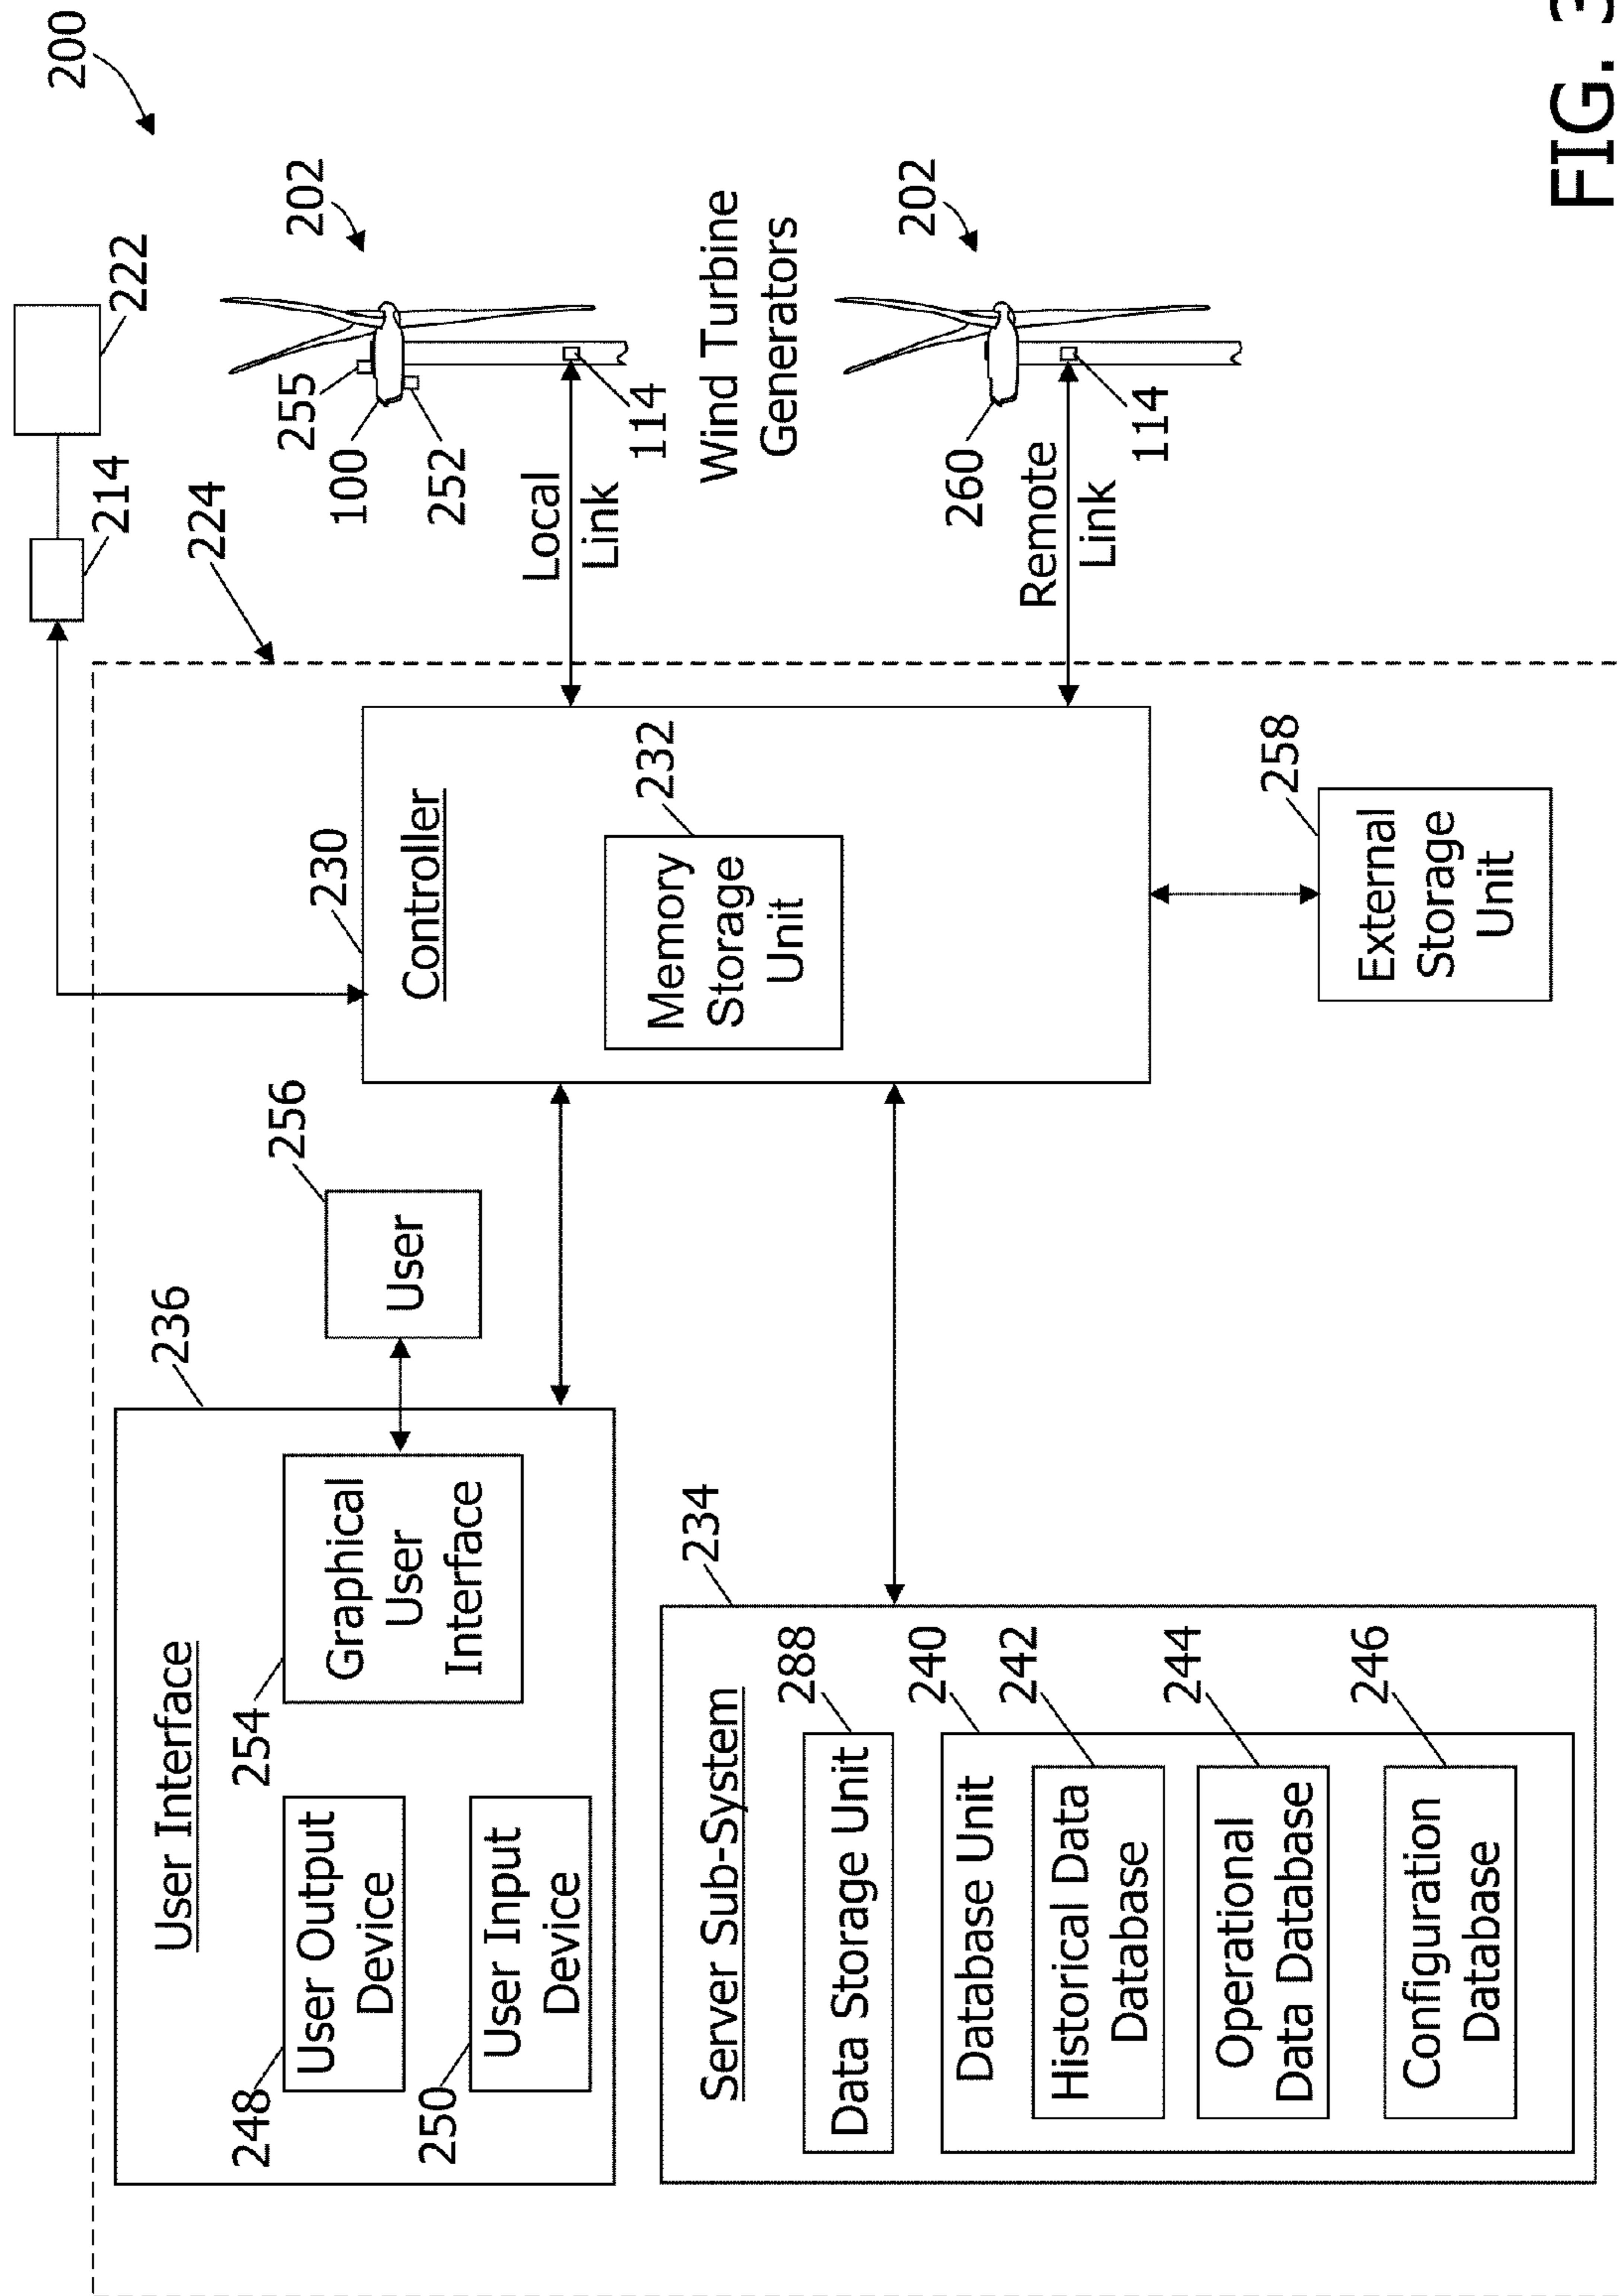 200
222
214
202
255
100
252
224
Local
Link
114
Wind Turbine
Generators
202
260
Remote
Link
114
230
Controller
232
Memory
Storage
Unit
258
External
Storage
Unit
256
User
236
User Interface
254
Graphical
User
Interface
248
User Output
Device
250
User Input
Device
234
Server Sub-System
288
Data Storage Unit
240
Database Unit
242
Historical Data
Database
244
Operational
Data Database
246
Configuration
Database
FIG. 3